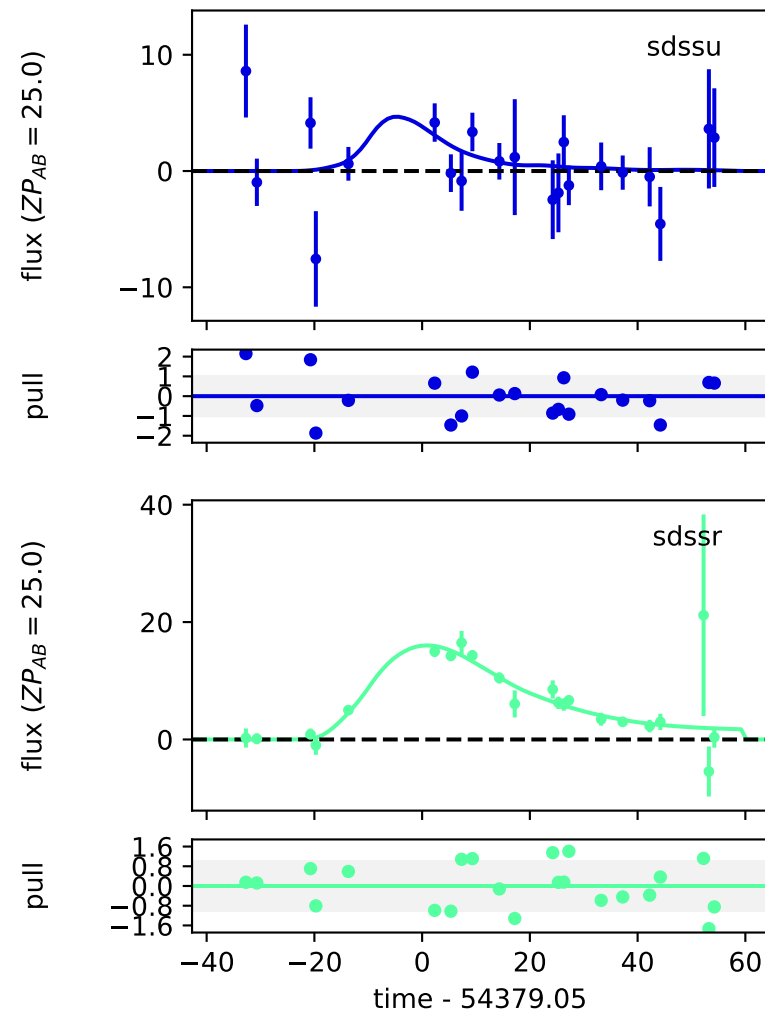 sdssu
flux ($ZP_{AB}$ = 25.0)
10
0
−10
pull
2
1
0
−1
−2
sdssr
flux ($ZP_{AB}$ = 25.0)
40
20
0
pull
1.6
0.8
0.0
−0.8
−1.6
−40 −20 0 20 40 60
time - 54379.05